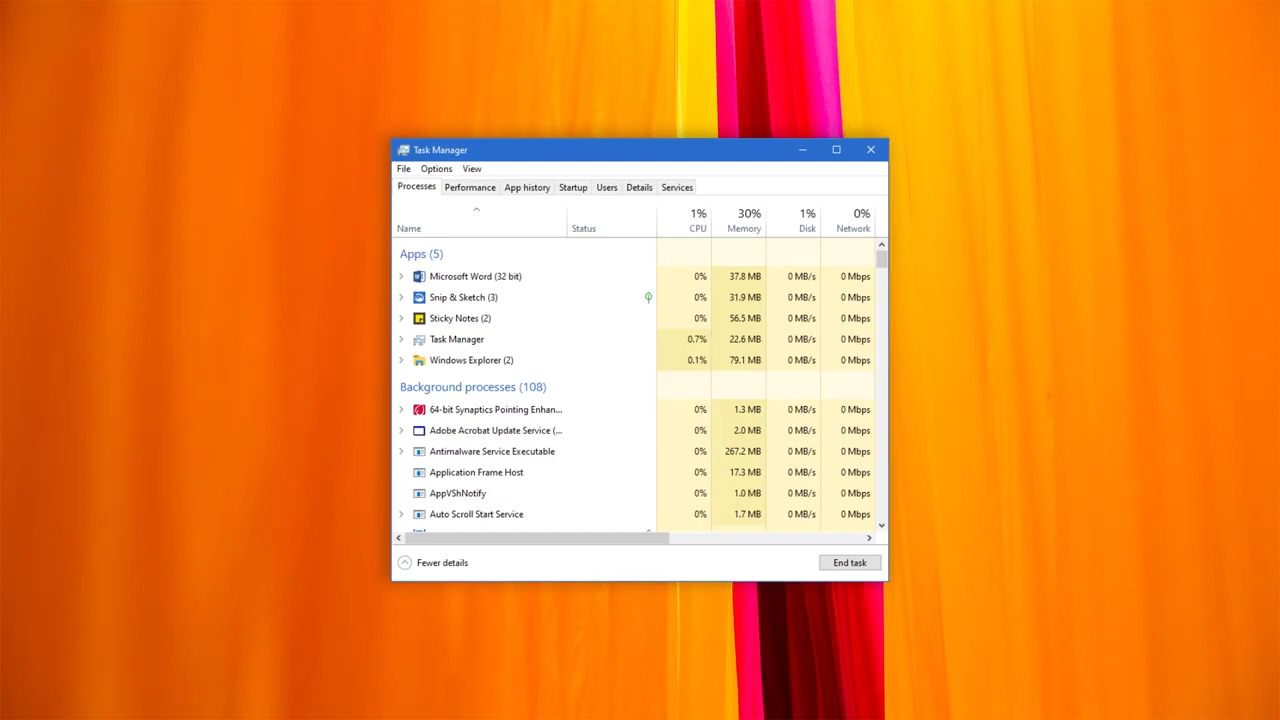 Task Manager
File Options View
Processes Performance App history Startup Users Details Services
1% 30% 1% 0%
Name Status CPU Memory Disk Network
Apps (5)
Microsoft Word (32 bit) 0% 37.8 MB 0 MB/s 0 Mbps
Snip & Sketch (3) 0% 31.9 MB 0 MB/s 0 Mbps
Sticky Notes (2) 0% 56.5 MB 0 MB/s 0 Mbps
Task Manager 0.7% 22.6 MB 0 MB/s 0 Mbps
Windows Explorer (2) 0.1% 79.1 MB 0 MB/s 0 Mbps
Background processes (108)
64-bit Synaptics Pointing Enhan... 0% 1.3 MB 0 MB/s 0 Mbps
Adobe Acrobat Update Service (... 0% 2.0 MB 0 MB/s 0 Mbps
Antimalware Service Executable 0% 267.2 MB 0 MB/s 0 Mbps
Application Frame Host 0% 17.3 MB 0 MB/s 0 Mbps
AppVShNotify 0% 1.0 MB 0 MB/s 0 Mbps
Auto Scroll Start Service 0% 1.7 MB 0 MB/s 0 Mbps
Fewer details End task